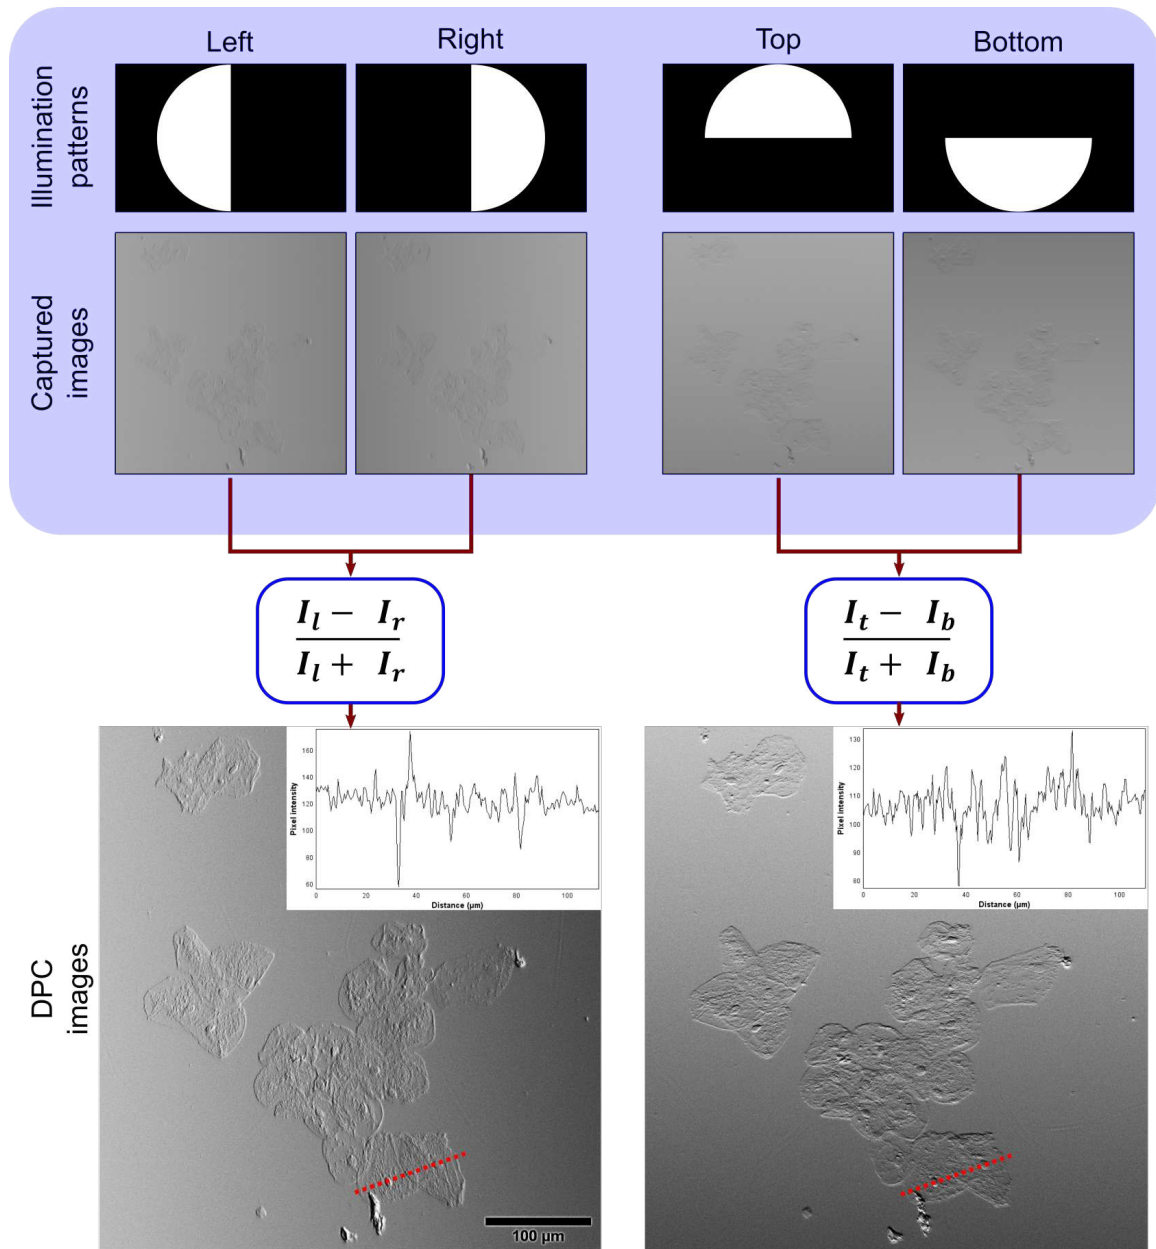 Left Right Top Bottom
Illumination
patterns
Captured
images
I_l − I_r
I_l + I_r
I_t − I_b
I_t + I_b
DPC
images
160
140
120
100
80
60
Pixel intensity
0 20 40 60 80 100
Distance (µm)
130
120
110
100
90
80
Pixel intensity
0 20 40 60 80 100
Distance (µm)
100 µm